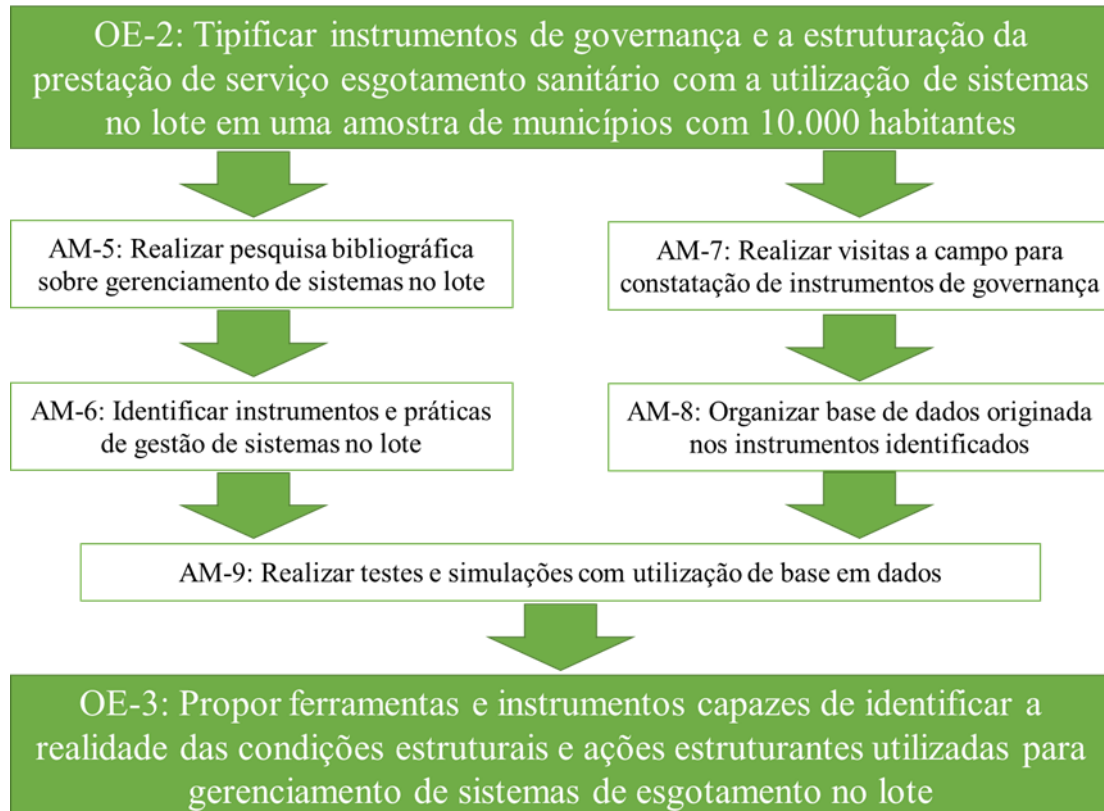 OE-2: Tipificar instrumentos de governança e a estruturação da
prestação de serviço esgotamento sanitário com a utilização de sistemas
no lote em uma amostra de municípios com 10.000 habitantes
AM-5: Realizar pesquisa bibliográfica
sobre gerenciamento de sistemas no lote
AM-7: Realizar visitas a campo para
constatação de instrumentos de governança
AM-6: Identificar instrumentos e práticas
de gestão de sistemas no lote
AM-8: Organizar base de dados originada
nos instrumentos identificados
AM-9: Realizar testes e simulações com utilização de base em dados
OE-3: Propor ferramentas e instrumentos capazes de identificar a
realidade das condições estruturais e ações estruturantes utilizadas para
gerenciamento de sistemas de esgotamento no lote